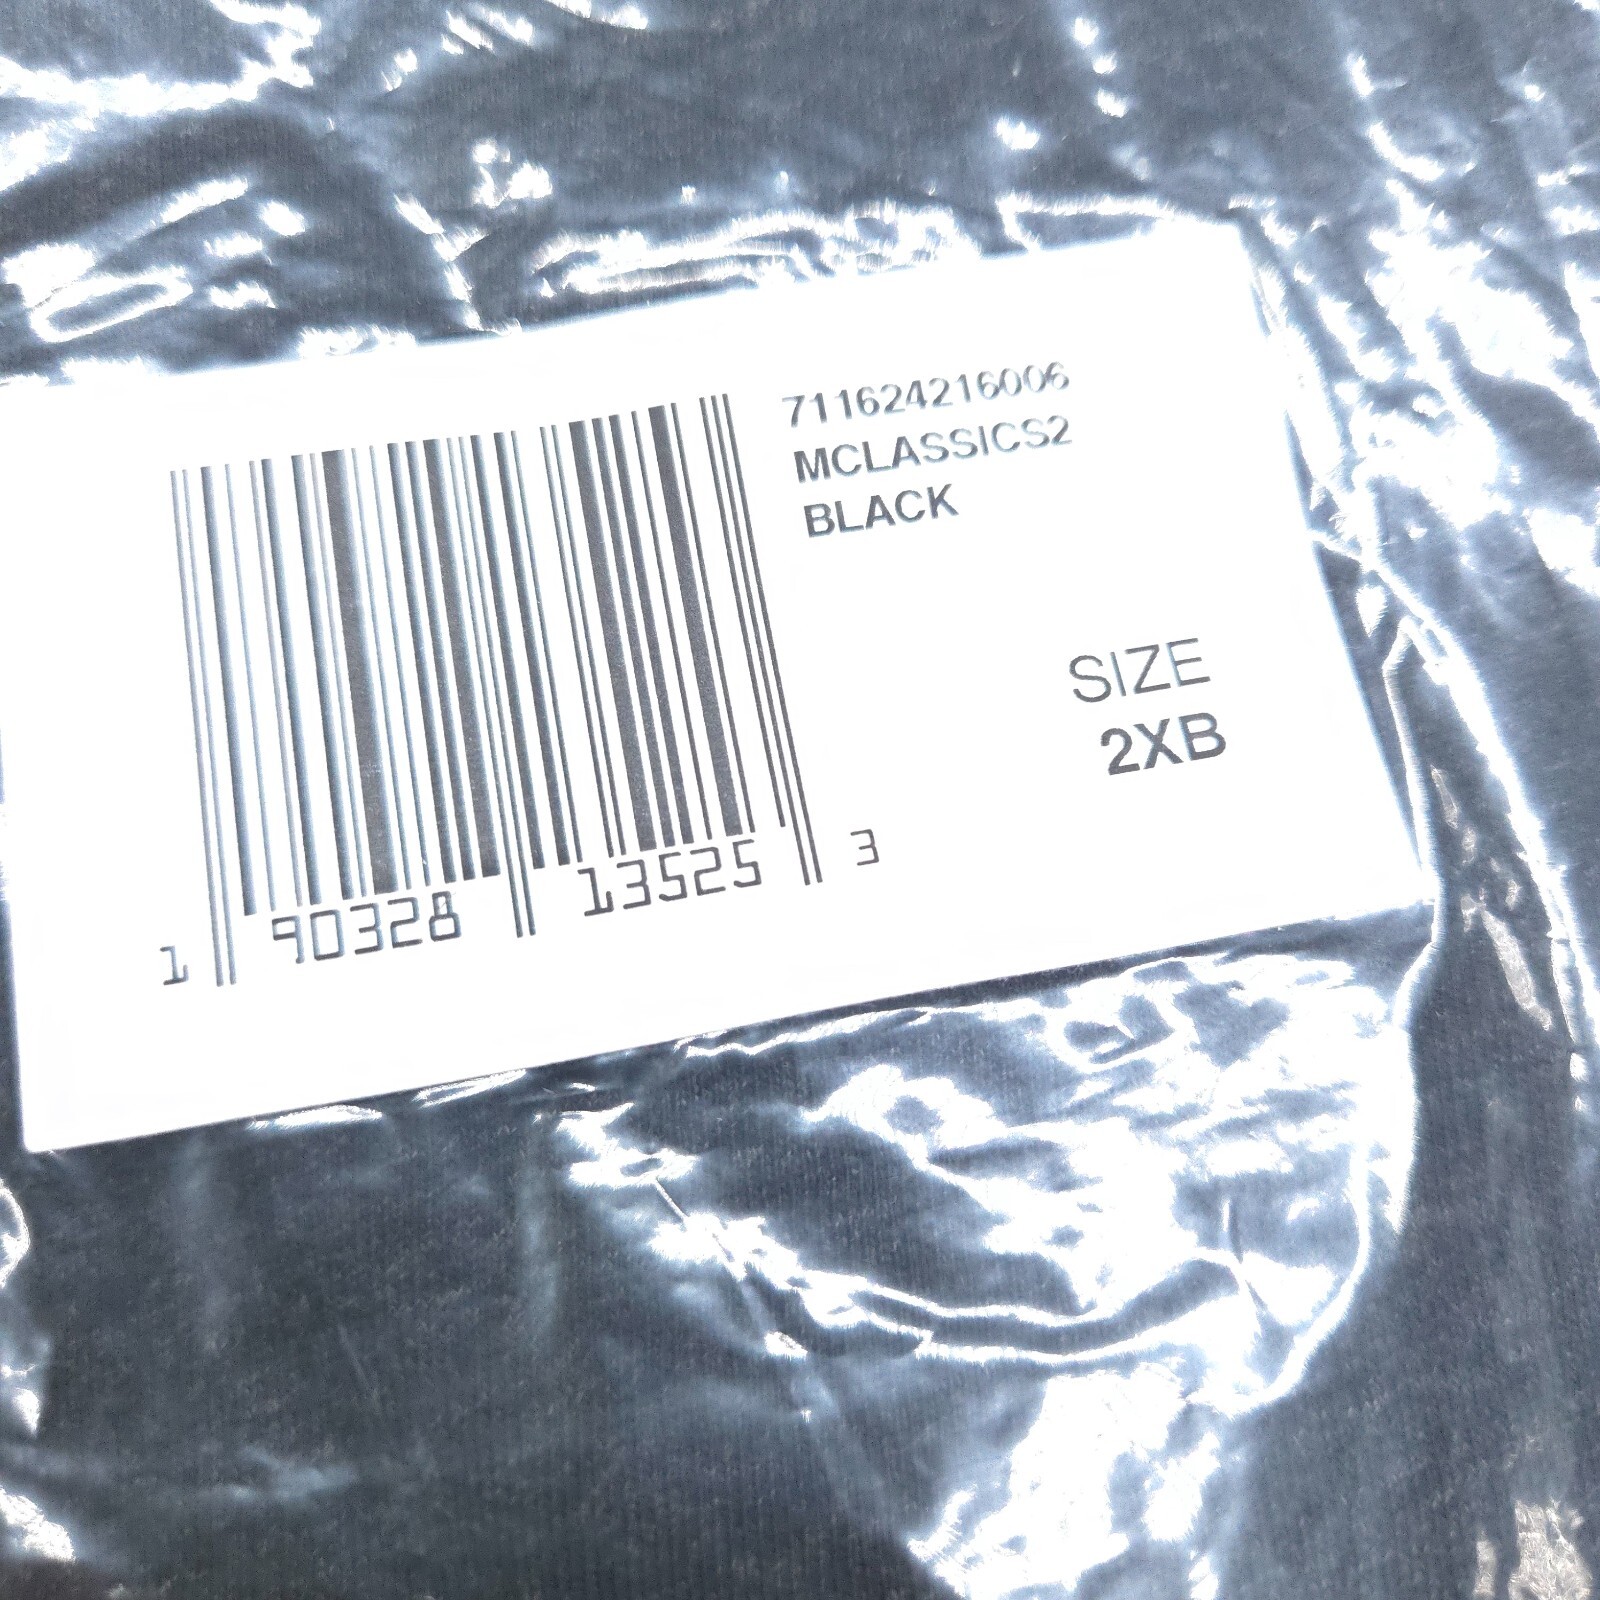 711624216006
MCLASSICS2
BLACK
SIZE
2XB
1 90328 13525 3